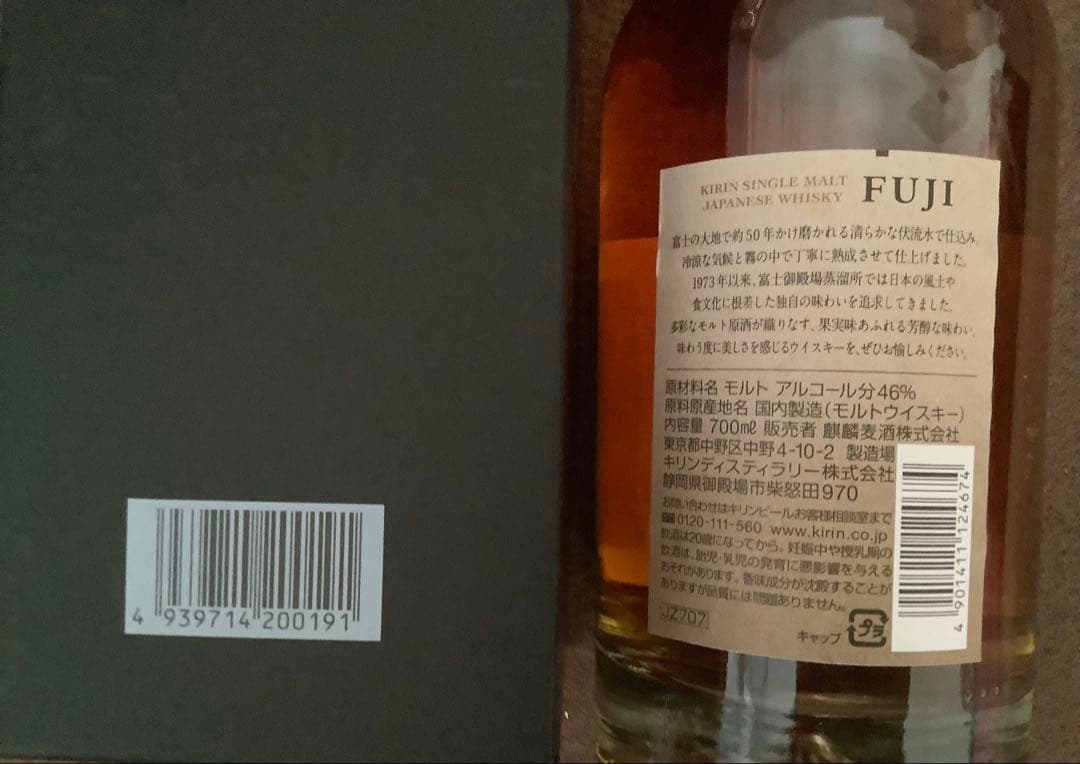 4 939714 200191
KIRIN SINGLE MALT
JAPANESE WHISKY
FUJI
富士の大地で約50年かけ磨かれる清らかな伏流水で仕込み、
冷涼な気候と霧の中で丁寧に熟成させて仕上げました。
1973年以来、富士御殿場蒸溜所では日本の風土や
食文化に根差した独自の味わいを追求してきました。
多彩なモルト原酒が織りなす、果実味あふれる芳醇な味わい。
味わう度に美しさを感じるウイスキーを、ぜひお愉しみください。
原材料名 モルト アルコール分46%
原料原産地名 国内製造(モルトウイスキー)
内容量 700㎖ 販売者 麒麟麦酒株式会社
東京都中野区中野4-10-2 製造場
キリンディスティラリー株式会社
静岡県御殿場市柴怒田970
お問い合わせはキリンビールお客様相談室まで
0120-111-560 www.kirin.co.jp
飲酒は20歳になってから。妊娠中や授乳期の
飲酒は、胎児・乳児の発育に悪影響を与える
おそれがあります。香味成分が沈殿することが
ありますが品質には問題ありません。
JZ707
キャップ プラ
4 901411 124674